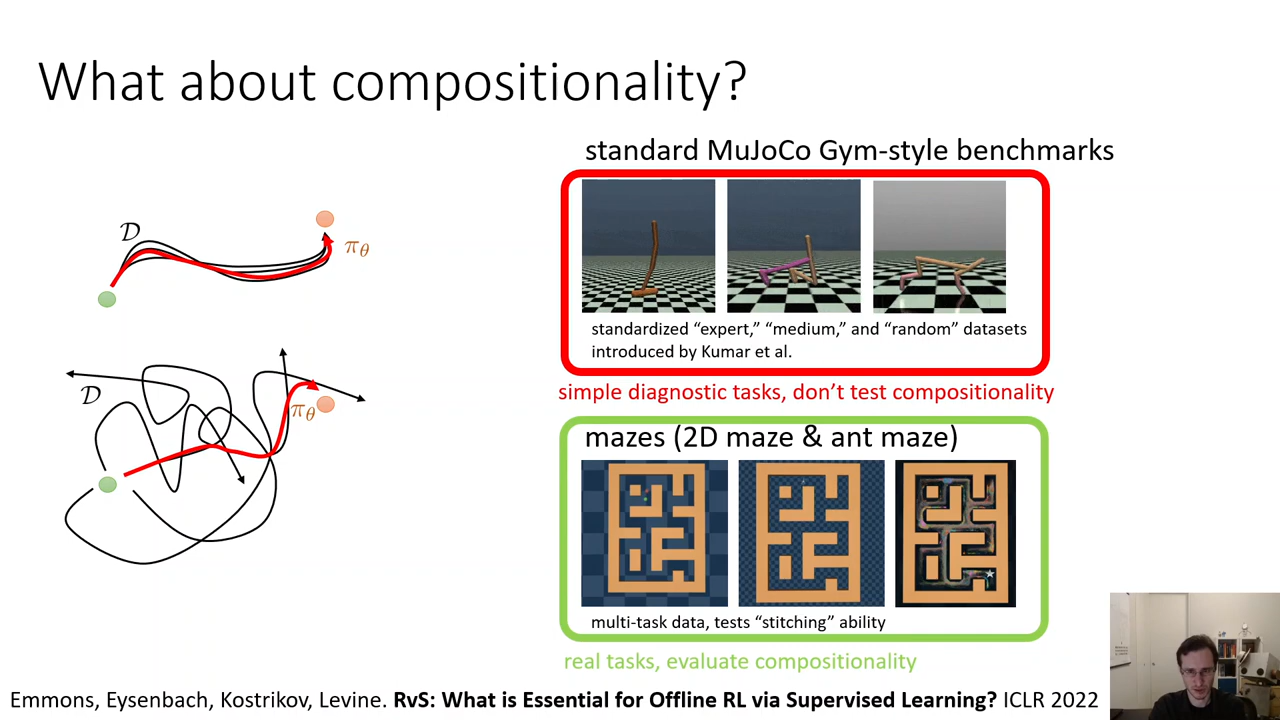 What about compositionality?
standard MuJoCo Gym-style benchmarks
D
πθ
standardized “expert,” “medium,” and “random” datasets
introduced by Kumar et al.
simple diagnostic tasks, don’t test compositionality
D
πθ
mazes (2D maze & ant maze)
multi-task data, tests “stitching” ability
real tasks, evaluate compositionality
Emmons, Eysenbach, Kostrikov, Levine. RvS: What is Essential for Offline RL via Supervised Learning? ICLR 2022